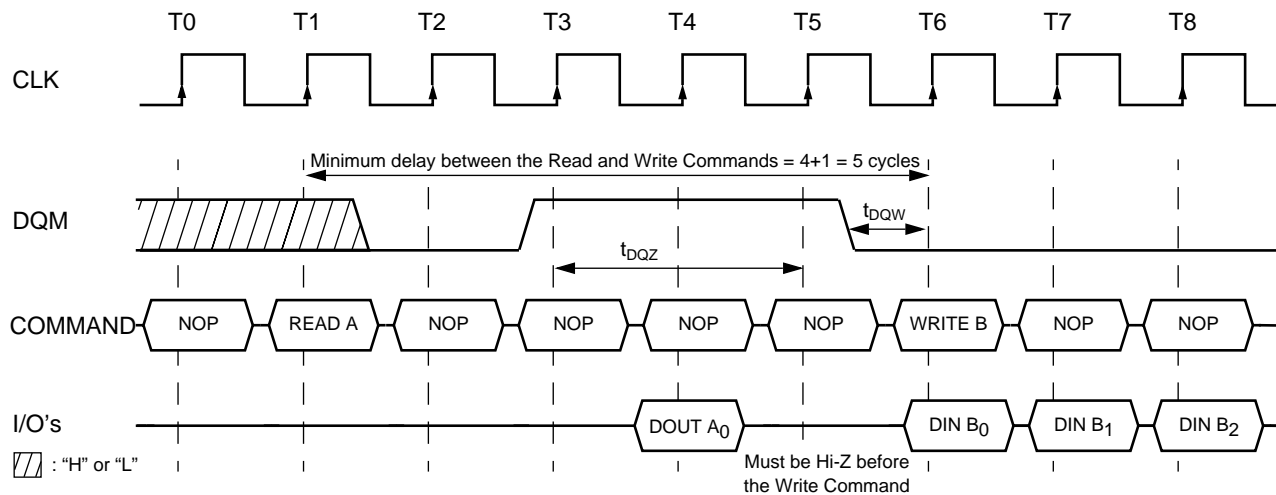 T0 T1 T2 T3 T4 T5 T6 T7 T8
CLK
Minimum delay between the Read and Write Commands = 4+1 = 5 cycles
DQM
tDQW
tDQZ
COMMAND NOP READ A NOP NOP NOP NOP WRITE B NOP NOP
I/O's DOUT A0 DIN B0 DIN B1 DIN B2
: “H” or “L”
Must be Hi-Z before
the Write Command